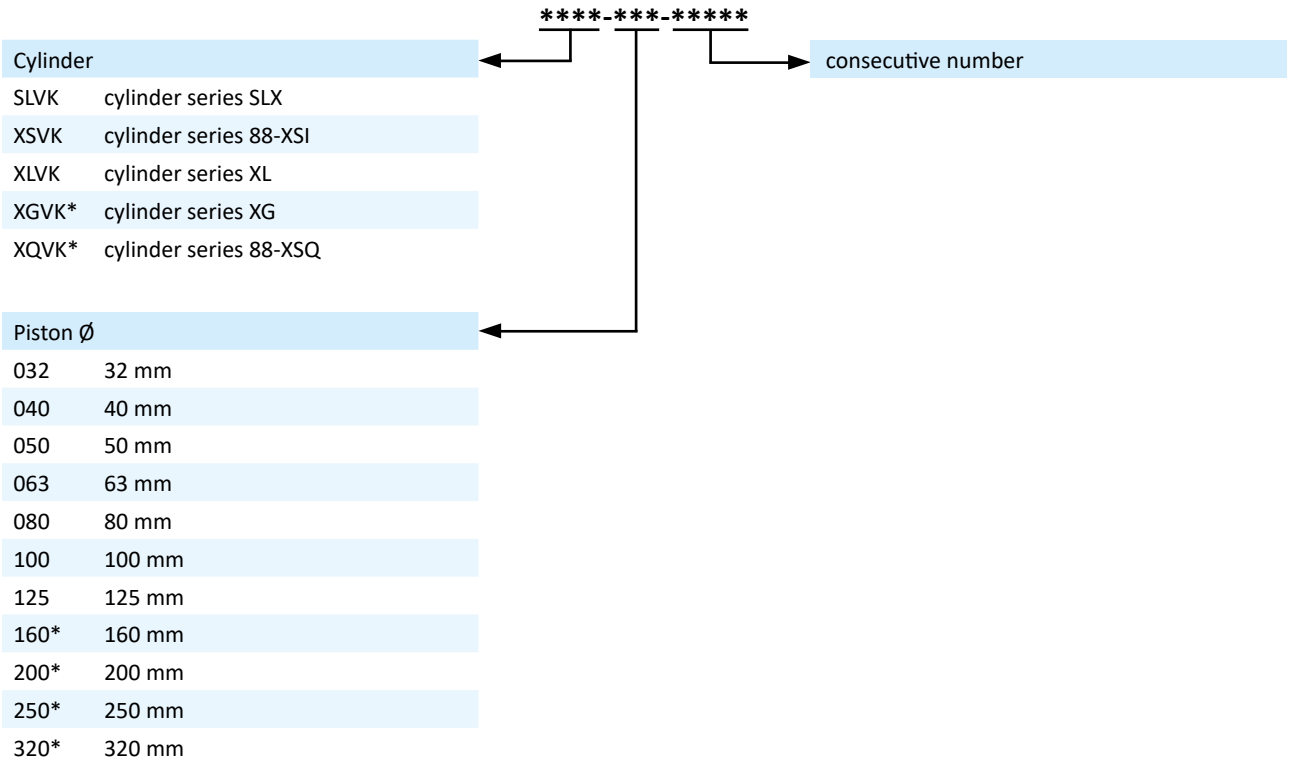 ****-***-*****
Cylinder
consecutive number
SLVK cylinder series SLX
XSVK cylinder series 88-XSI
XLVK cylinder series XL
XGVK* cylinder series XG
XQVK* cylinder series 88-XSQ
Piston Ø
032 32 mm
040 40 mm
050 50 mm
063 63 mm
080 80 mm
100 100 mm
125 125 mm
160* 160 mm
200* 200 mm
250* 250 mm
320* 320 mm